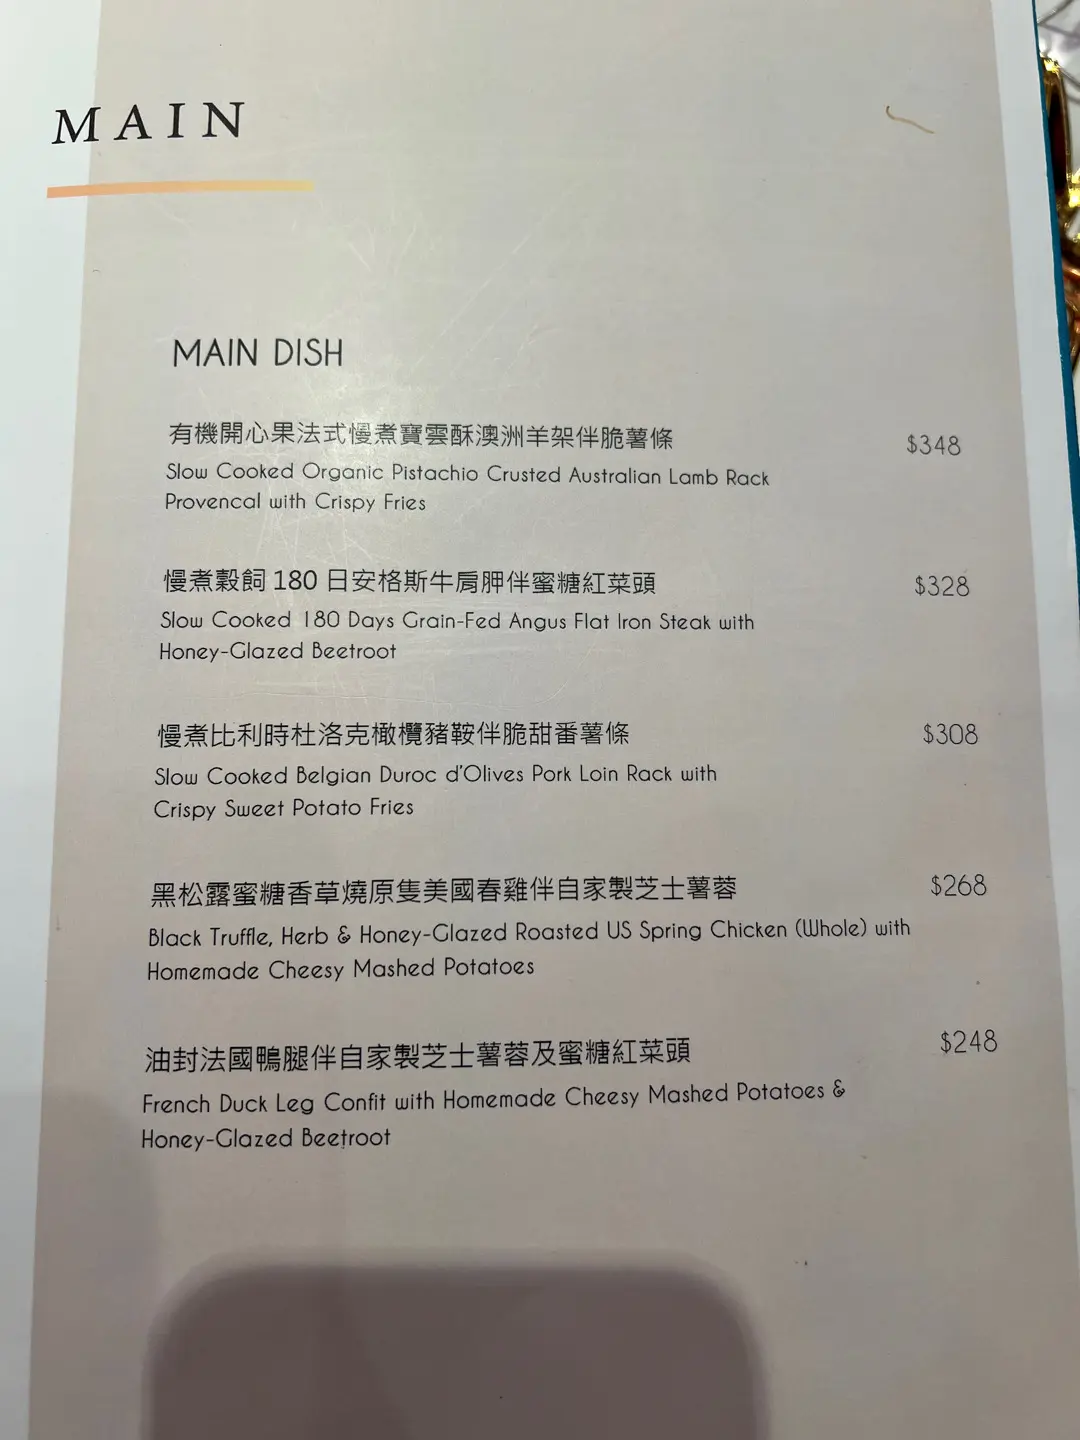 MAIN
MAIN DISH
有機開心果法式慢煮寶雲酥澳洲羊架伴脆薯條
$348
Slow Cooked Organic Pistachio Crusted Australian Lamb Rack
Provencal with Crispy Fries
慢煮穀飼 180 日安格斯牛肩胛伴蜜糖紅菜頭
$328
Slow Cooked 180 Days Grain-Fed Angus Flat Iron Steak with
Honey-Glazed Beetroot
慢煮比利時杜洛克橄欖豬鞍伴脆甜番薯條
$308
Slow Cooked Belgian Duroc d'Olives Pork Loin Rack with
Crispy Sweet Potato Fries
黑松露蜜糖香草燒原隻美國春雞伴自家製芝士薯蓉
$268
Black Truffle, Herb & Honey-Glazed Roasted US Spring Chicken (Whole) with
Homemade Cheesy Mashed Potatoes
油封法國鴨腿伴自家製芝士薯蓉及蜜糖紅菜頭
$248
French Duck Leg Confit with Homemade Cheesy Mashed Potatoes &
Honey-Glazed Beetroot